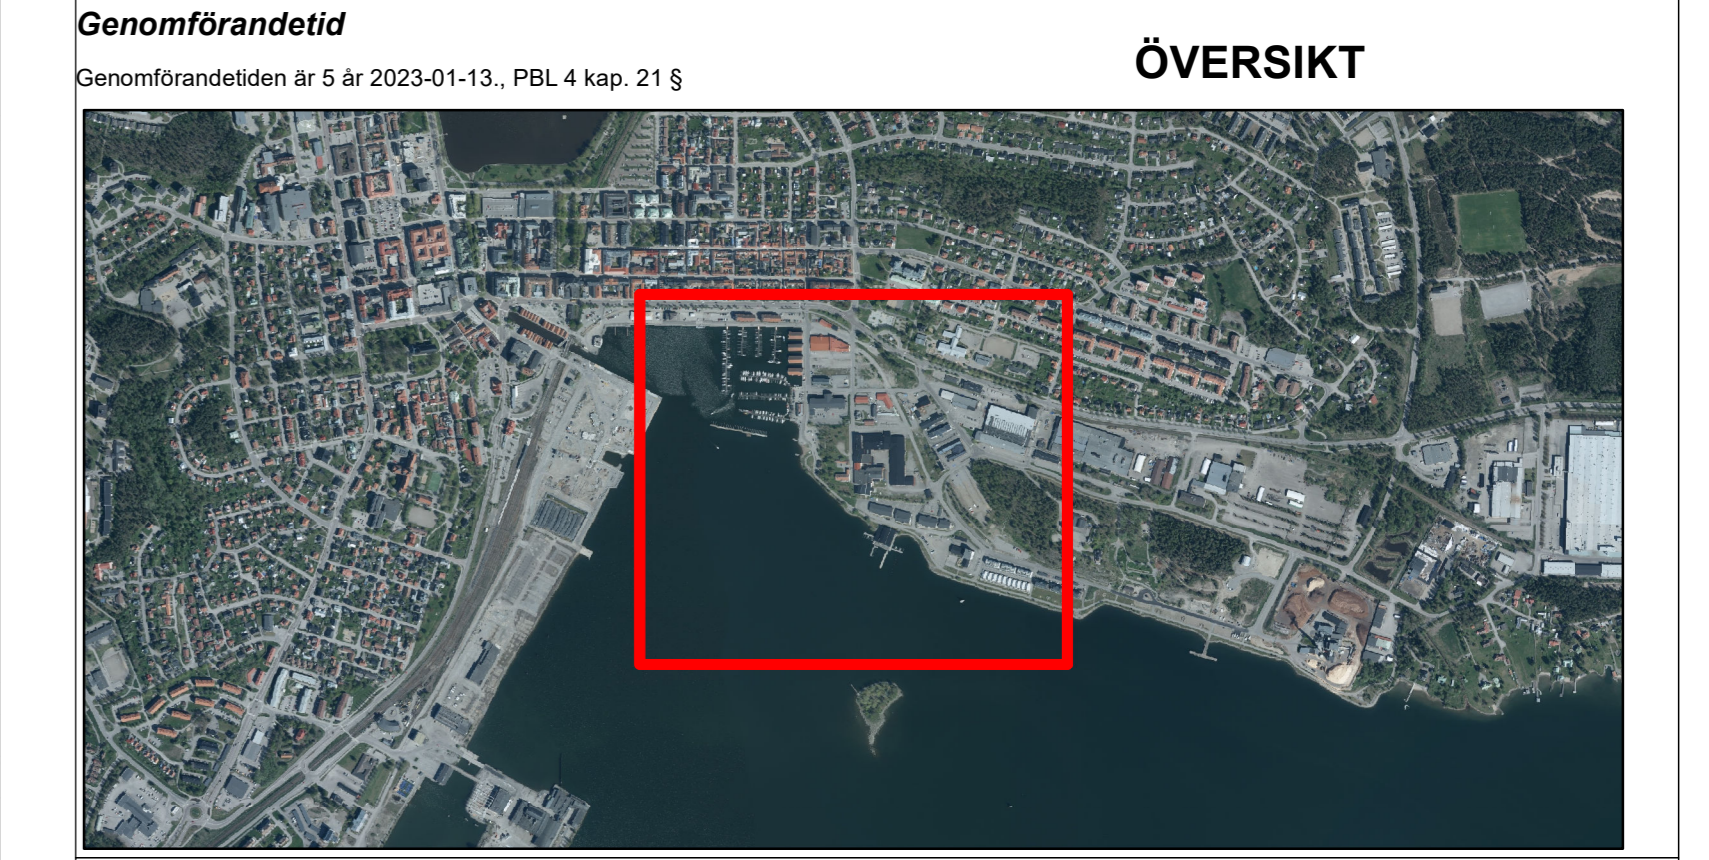 Genomförandetid
ÖVERSIKT
Genomförandetiden är 5 år 2023-01-13., PBL 4 kap. 21 §